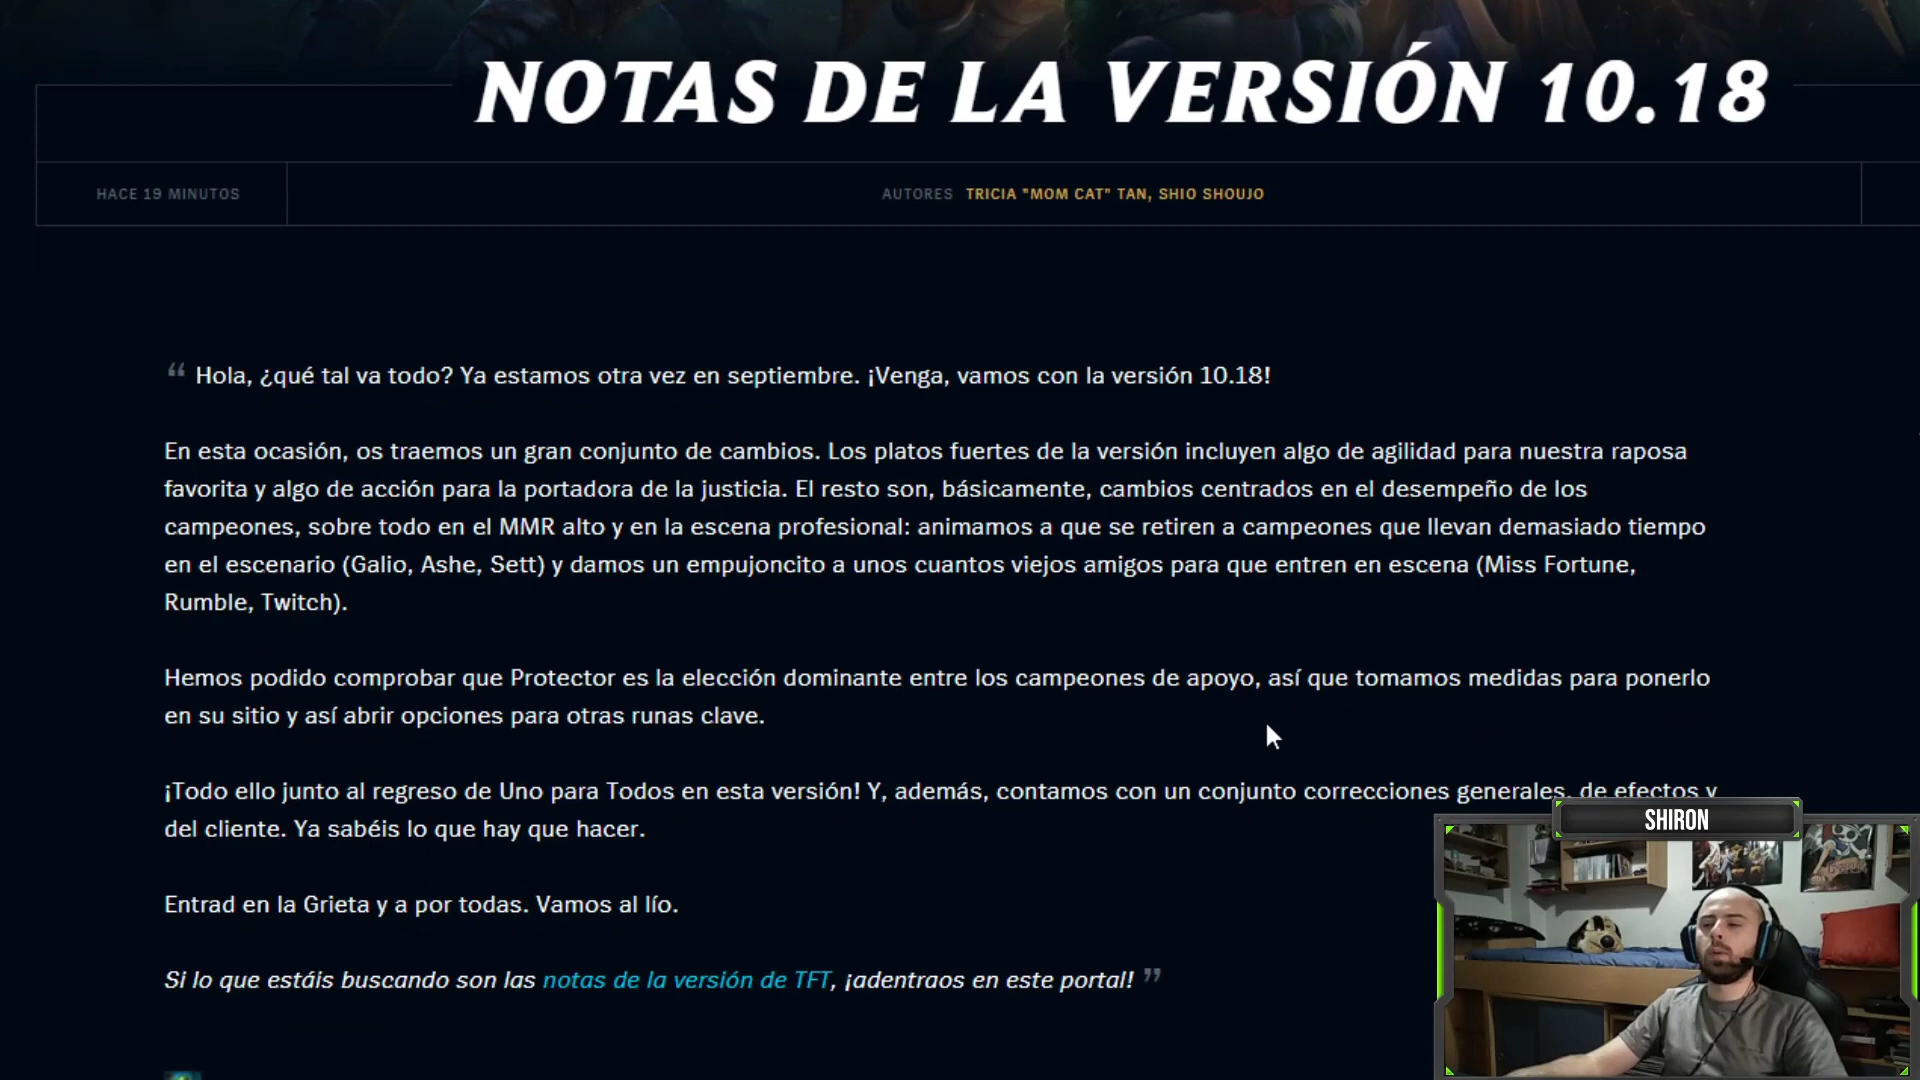 NOTAS DE LA VERSIÓN 10.18
HACE 19 MINUTOS
AUTORES TRICIA "MOM CAT" TAN, SHIO SHOUJO
“ Hola, ¿qué tal va todo? Ya estamos otra vez en septiembre. ¡Venga, vamos con la versión 10.18!
En esta ocasión, os traemos un gran conjunto de cambios. Los platos fuertes de la versión incluyen algo de agilidad para nuestra raposa
favorita y algo de acción para la portadora de la justicia. El resto son, básicamente, cambios centrados en el desempeño de los
campeones, sobre todo en el MMR alto y en la escena profesional: animamos a que se retiren a campeones que llevan demasiado tiempo
en el escenario (Galio, Ashe, Sett) y damos un empujoncito a unos cuantos viejos amigos para que entren en escena (Miss Fortune,
Rumble, Twitch).
Hemos podido comprobar que Protector es la elección dominante entre los campeones de apoyo, así que tomamos medidas para ponerlo
en su sitio y así abrir opciones para otras runas clave.
¡Todo ello junto al regreso de Uno para Todos en esta versión! Y, además, contamos con un conjunto correcciones generales, de efectos y
del cliente. Ya sabéis lo que hay que hacer.
Entrad en la Grieta y a por todas. Vamos al lío.
Si lo que estáis buscando son las notas de la versión de TFT, ¡adentraos en este portal! ”
SHIRON